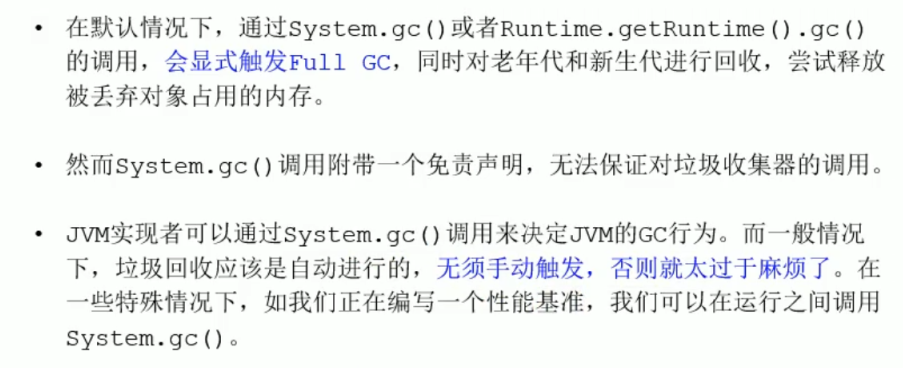 • 在默认情况下，通过System.gc()或者Runtime.getRuntime().gc()
的调用，会显式触发Full GC，同时对老年代和新生代进行回收，尝试释放
被丢弃对象占用的内存。
• 然而System.gc()调用附带一个免责声明，无法保证对垃圾收集器的调用。
• JVM实现者可以通过System.gc()调用来决定JVM的GC行为。而一般情况
下，垃圾回收应该是自动进行的，无须手动触发，否则就太过于麻烦了。在
一些特殊情况下，如我们正在编写一个性能基准，我们可以在运行之间调用
System.gc()。